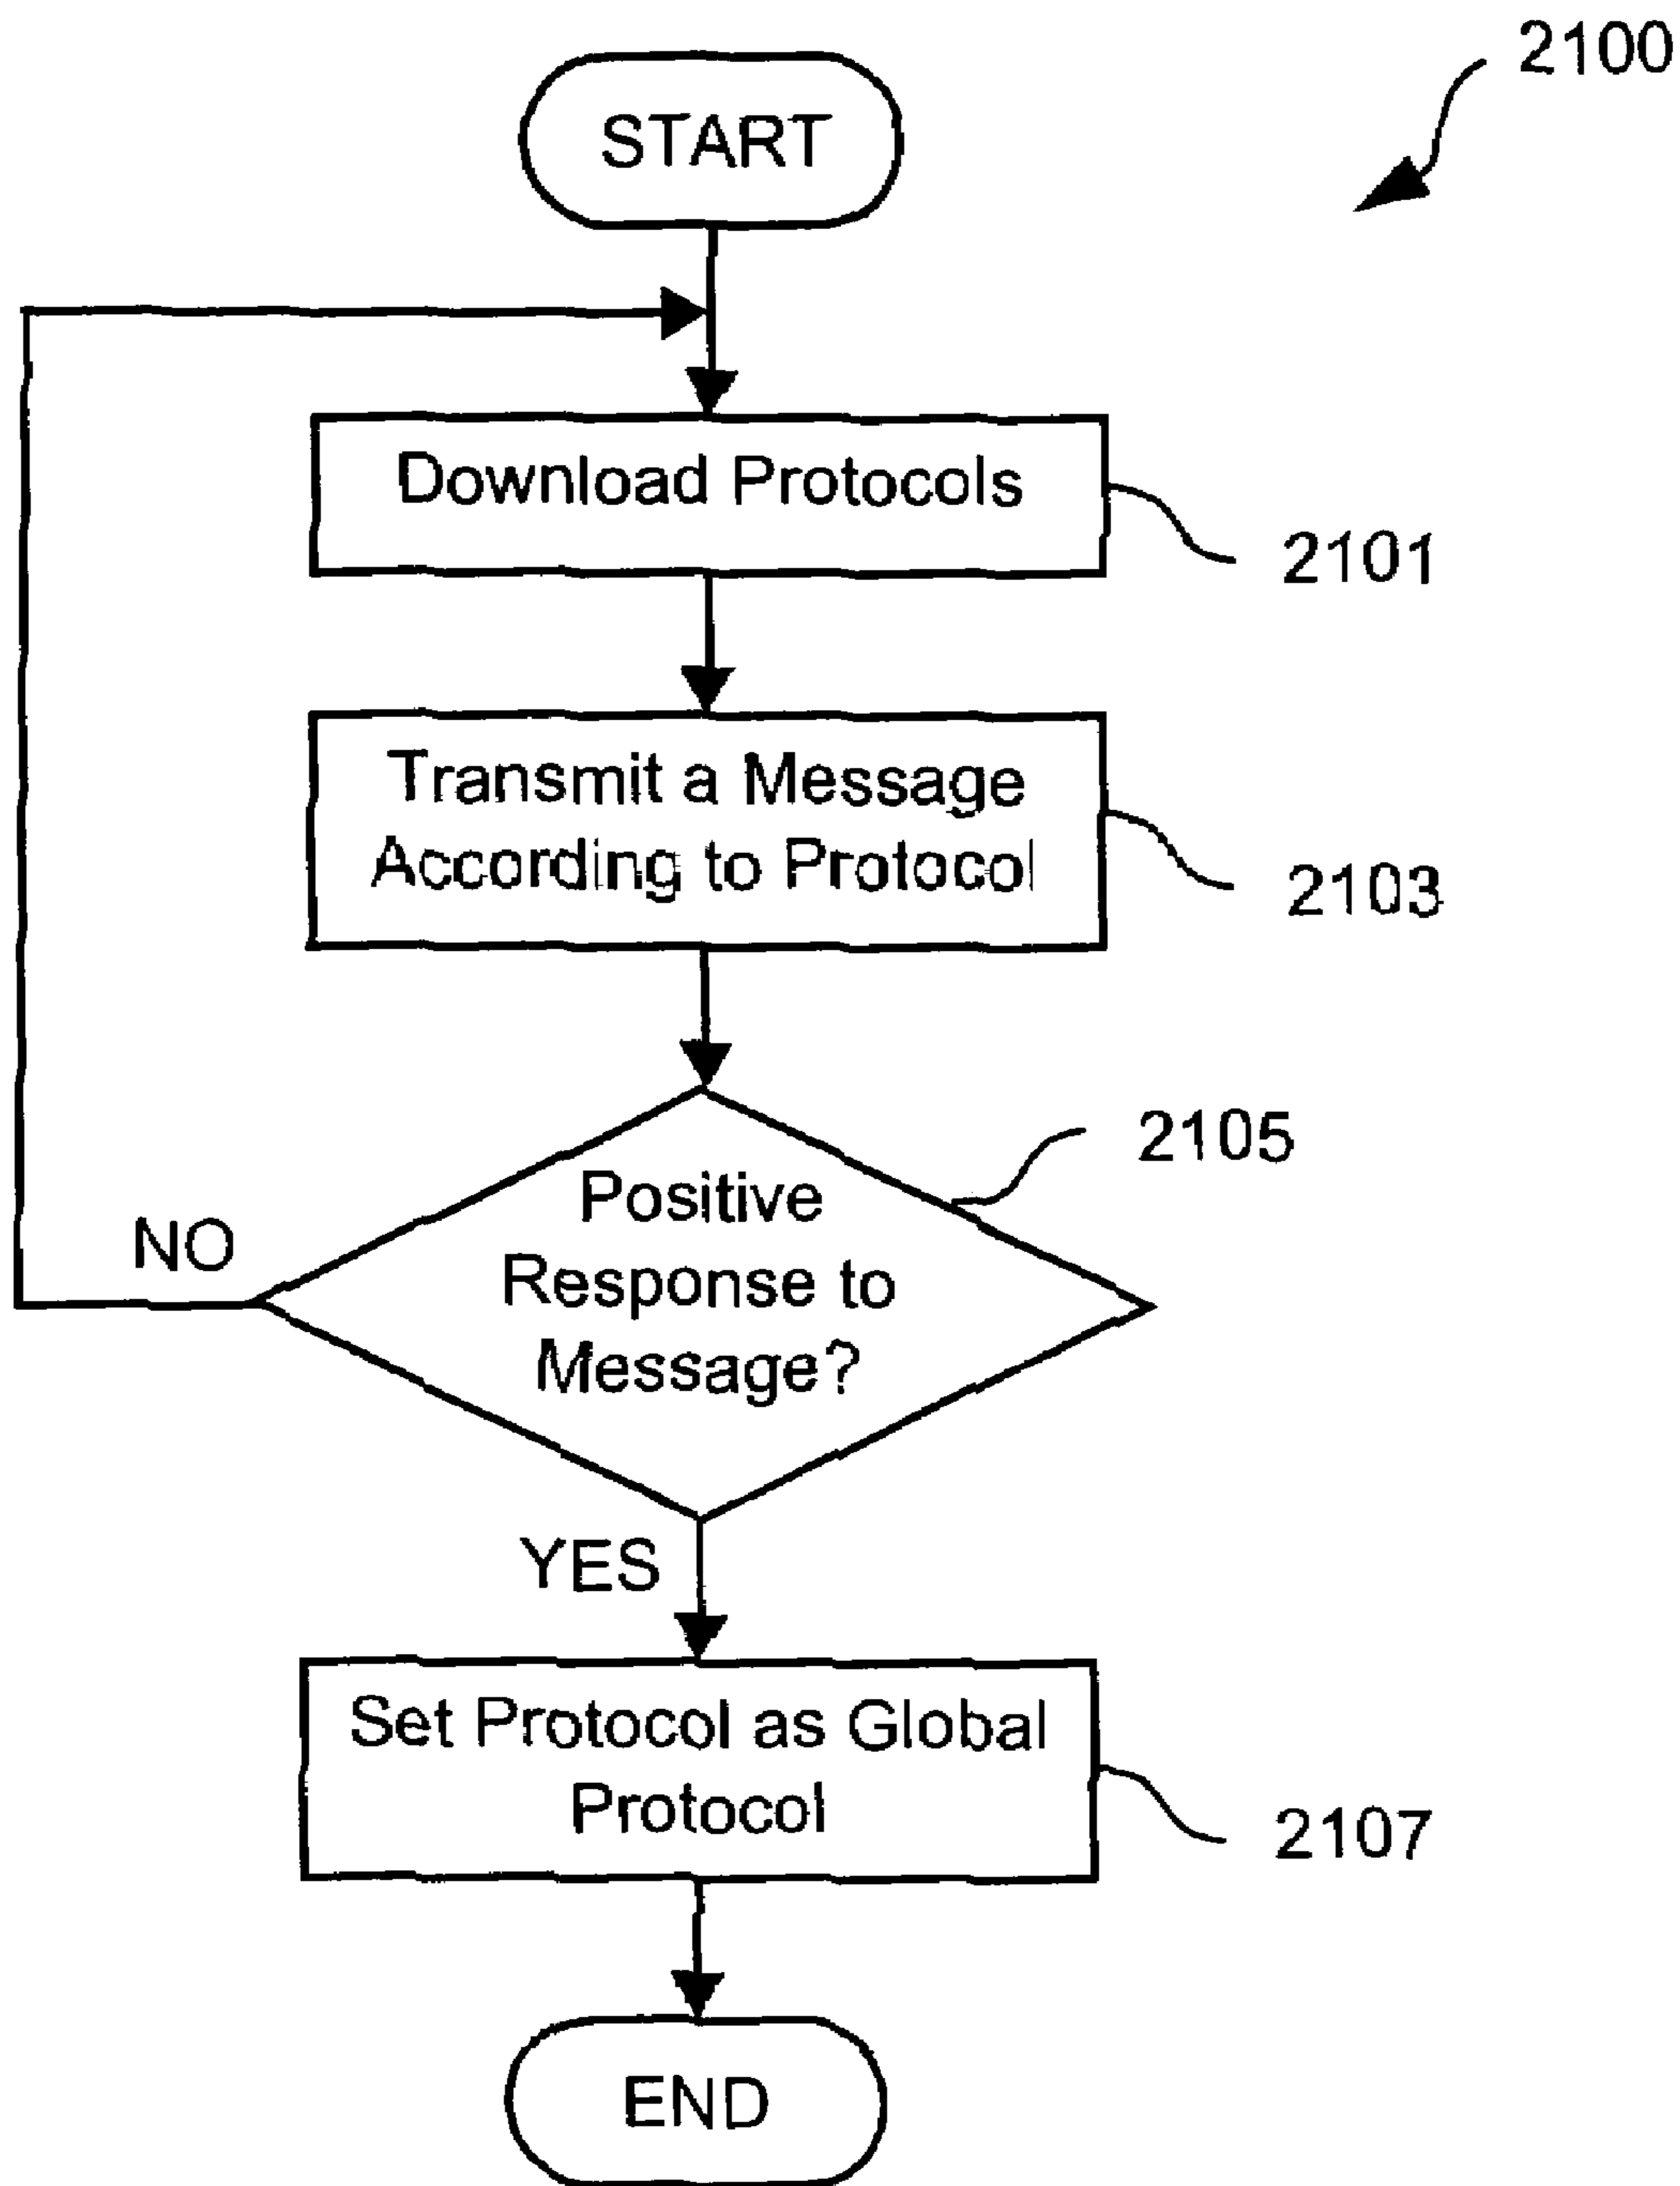 2100
START
Download Protocols
2101
Transmit a Message
According to Protocol
2103
2105
Positive
Response to
Message?
NO
YES
Set Protocol as Global
Protocol
2107
END